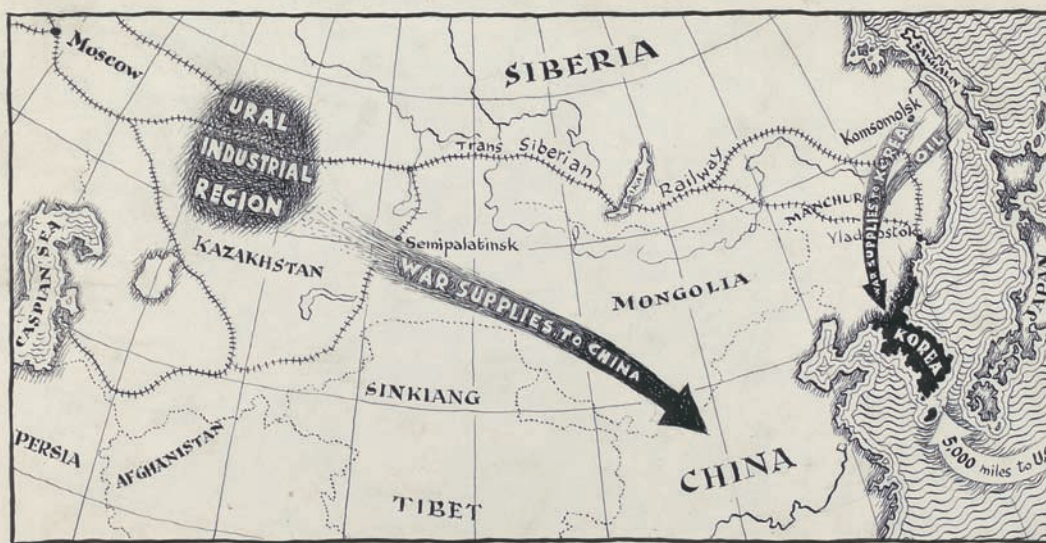 Moscow
SIBERIA
SAKHALIN
URAL
INDUSTRIAL
REGION
Trans Siberian Railway
Komsomolsk
OIL
WAR SUPPLIES TO KOREA
MANCHUR
Vladivostok
CASPIAN SEA
KAZAKHSTAN
Semipalatinsk
WAR SUPPLIES TO CHINA
MONGOLIA
JAPAN
KOREA
SINKIANG
PERSIA
AFGHANISTAN
TIBET
CHINA
5,000 miles to US